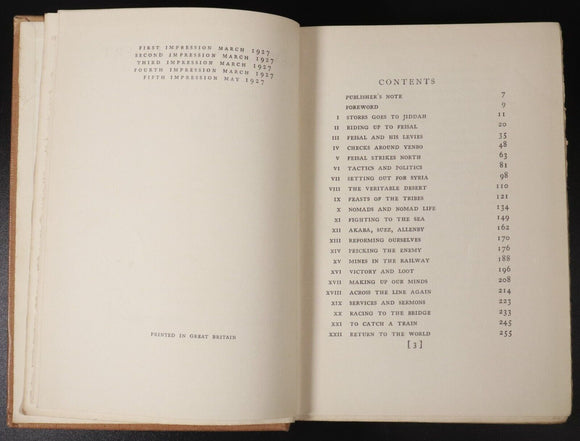 FIRST IMPRESSION MARCH 1927
SECOND IMPRESSION MARCH 1927
THIRD IMPRESSION MARCH 1927
FOURTH IMPRESSION MARCH 1927
FIFTH IMPRESSION MAY 1927
PRINTED IN GREAT BRITAIN
CONTENTS
PUBLISHER'S NOTE 7
FOREWORD 9
I STORRS GOES TO JIDDAH 11
II RIDING UP TO FEISAL 20
III FEISAL AND HIS LEVIES 35
IV CHECKS AROUND YENBO 48
V FEISAL STRIKES NORTH 63
VI TACTICS AND POLITICS 81
VII SETTING OUT FOR SYRIA 98
VIII THE VERITABLE DESERT 110
IX FEASTS OF THE TRIBES 121
X NOMADS AND NOMAD LIFE 134
XI FIGHTING TO THE SEA 149
XII AKABA, SUEZ, ALLENBY 162
XIII REFORMING OURSELVES 170
XIV PRICKING THE ENEMY 176
XV MINES IN THE RAILWAY 188
XVI VICTORY AND LOOT 196
XVII MAKING UP OUR MINDS 208
XVIII ACROSS THE LINE AGAIN 214
XIX SERVICES AND SERMONS 223
XX RACING TO THE BRIDGE 233
XXI TO CATCH A TRAIN 245
XXII RETURN TO THE WORLD 255
[3]